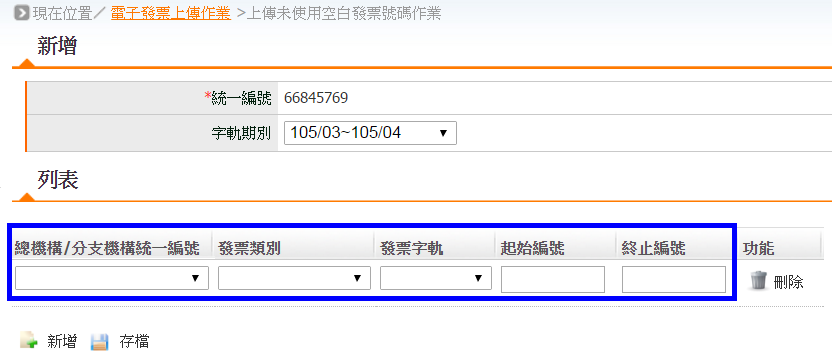 現在位置／ 電子發票上傳作業 >上傳未使用空白發票號碼作業
新增
*統一編號 66845769
字軌期別 105/03~105/04
列表
總機構/分支機構統一編號 發票類別 發票字軌 起始編號 終止編號 功能
刪除
新增 存檔